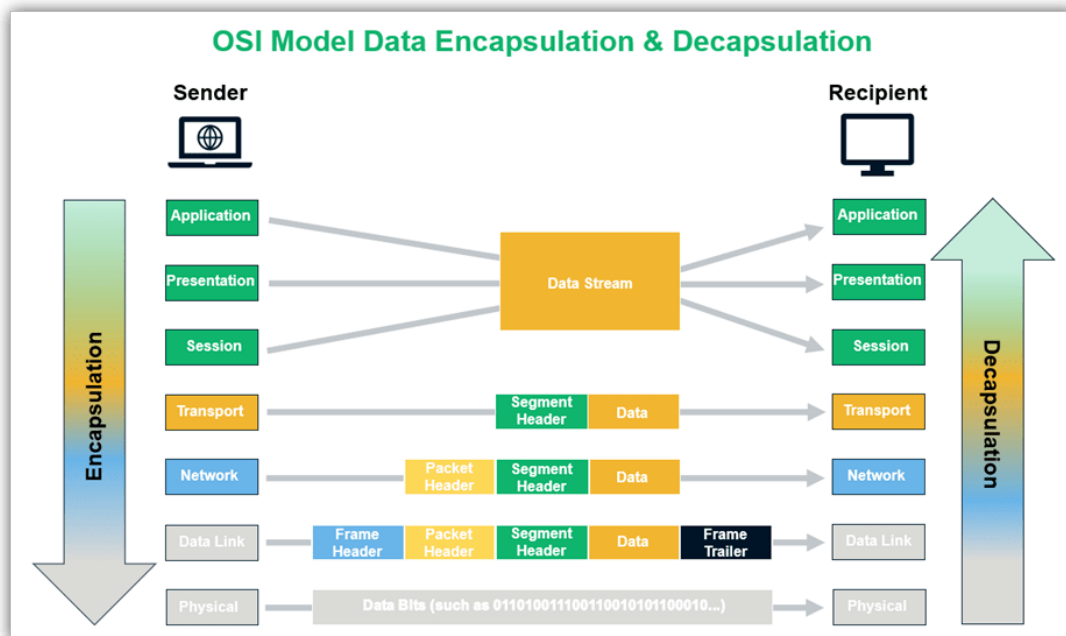 OSI Model Data Encapsulation & Decapsulation
Sender
Recipient
Application
Application
Presentation
Data Stream
Presentation
Session
Session
Encapsulation
Decapsulation
Transport
Segment
Header
Data
Transport
Network
Packet
Header
Segment
Header
Data
Network
Data Link
Frame
Header
Packet
Header
Segment
Header
Data
Frame
Trailer
Data Link
Physical
Data Bits (such as 011010011100110010101100010...)
Physical